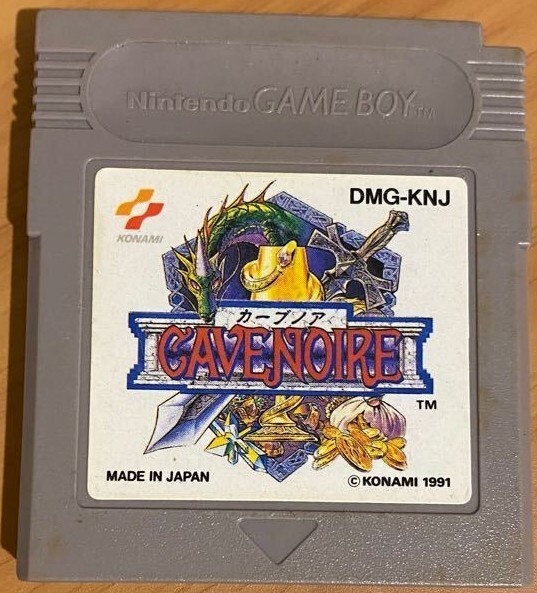 Nintendo GAME BOY TM
DMG-KNJ
KONAMI
カーブノア
CAVENOIRE
TM
MADE IN JAPAN
© KONAMI 1991